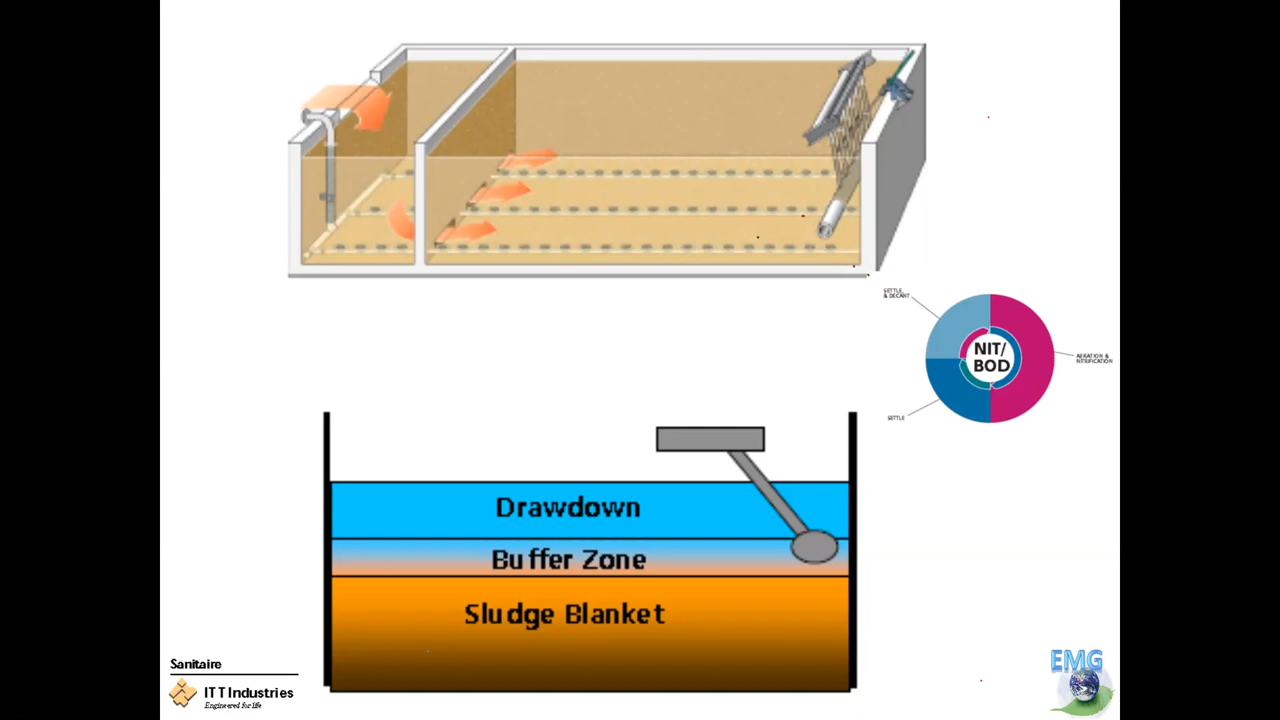 SETTLE
& DECANT
NIT/
BOD
AERATION &
NITRIFICATION
SETTLE
Drawdown
Buffer Zone
Sludge Blanket
Sanitaire
ITT Industries
Engineered for life
EMG